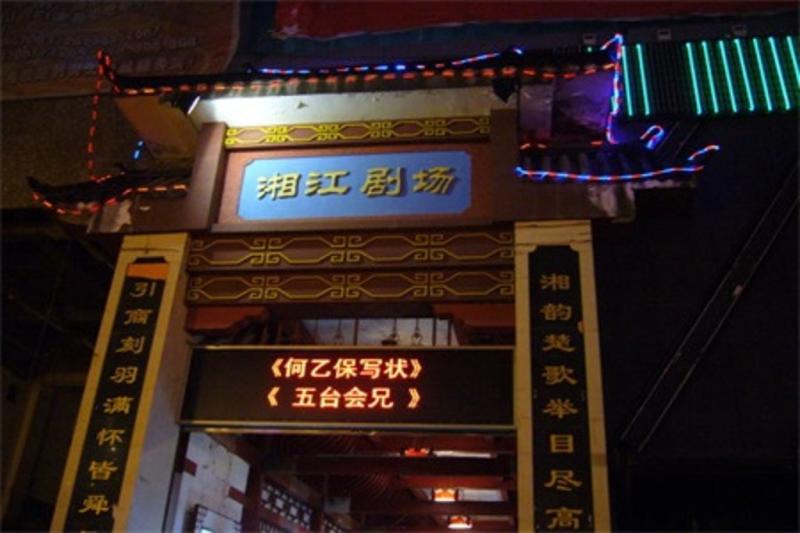 湘江剧场
《何乙保写状》
《 五台会兄 》
湘韵楚歌举目尽高
引商刻羽满怀皆舜